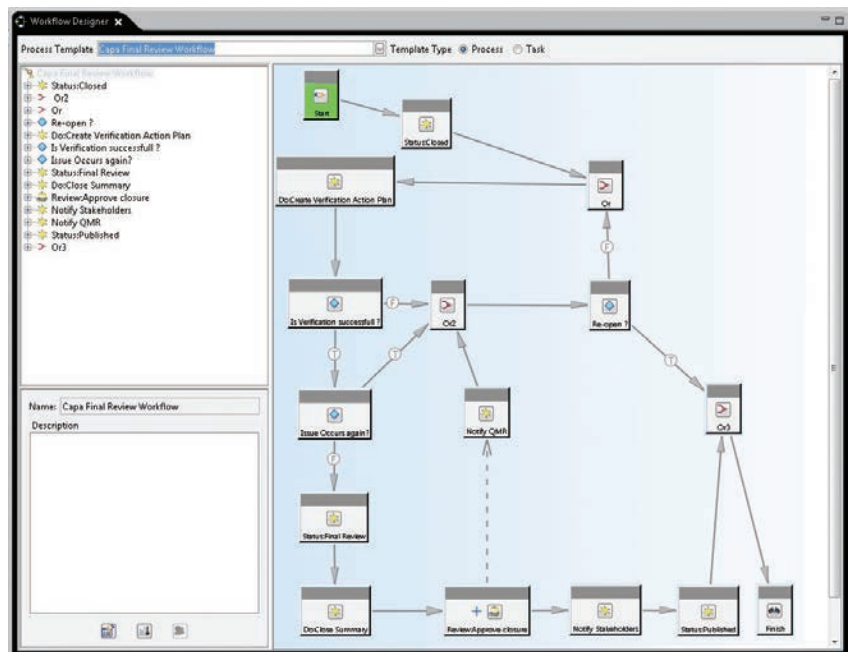 Workflow Designer
Process Template Capa Final Review Workflow Template Type Process Task
Capa Final Review Workflow
Status:Closed
Or2
Or
Re-open ?
Do:Create Verification Action Plan
Is Verification successfull ?
Issue Occurs again?
Status:Final Review
Do:Close Summary
Review:Approve closure
Notify Stakeholders
Notify QMR
Status:Published
Or3
Name: Capa Final Review Workflow
Description
Start
Status:Closed
Do:Create Verification Action Plan
Or
F
Is Verification successfull ?
F
Or2
Re-open ?
T
T
T
Issue Occurs again?
Notify QMR
Or3
F
Status:Final Review
Do:Close Summary
Review:Approve closure
Notify Stakeholders
Status:Published
Finish